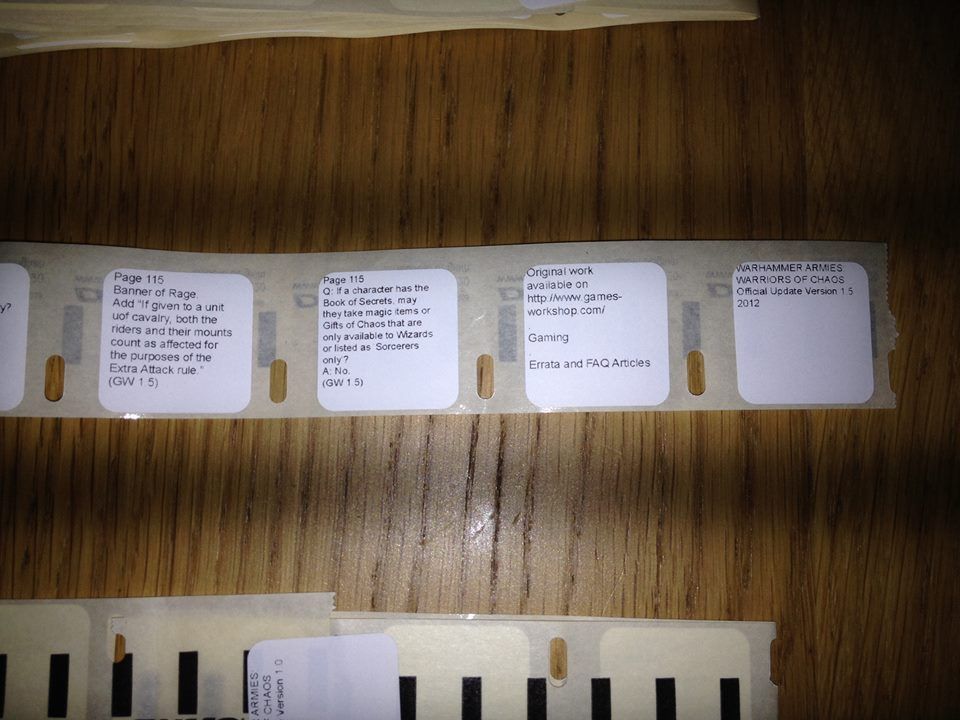 y?
Page 115
Banner of Rage.
Add "If given to a unit
uof cavalry, both the
riders and their mounts
count as affected for
the purposes of the
Extra Attack rule."
(GW 1.5)
Page 115
Q: If a character has the
Book of Secrets, may
they take magic items or
Gifts of Chaos that are
only available to Wizards
or listed as Sorcerers
only?
A: No.
(GW 1.5)
Original work
available on
http://www.games-
workshop.com/
.
Gaming
.
Errata and FAQ Articles
WARHAMMER ARMIES
WARRIORS OF CHAOS
Official Update Version 1.5
2012
ARMIES
CHAOS
Version 1.0